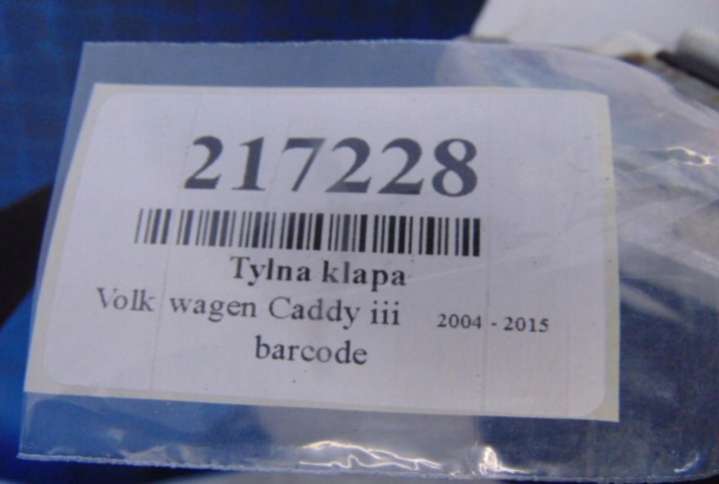 217228
Tylna klapa
Volk wagen Caddy iii 2004 - 2015
barcode